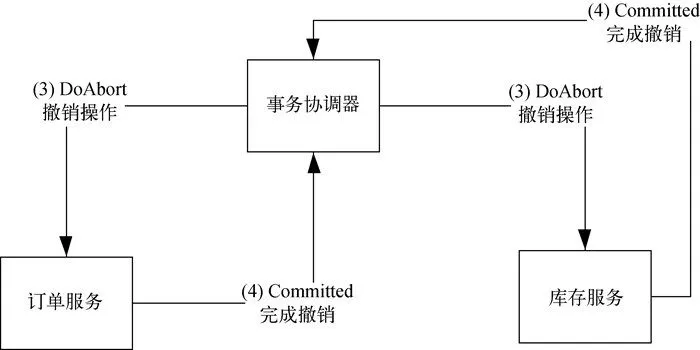 (4) Committed
完成撤销
(3) DoAbort
撤销操作
事务协调器
(3) DoAbort
撤销操作
订单服务
(4) Committed
完成撤销
库存服务